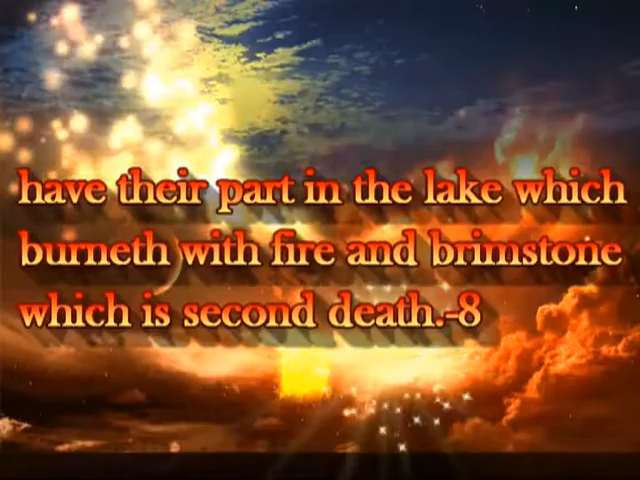 have their part in the lake which
burneth with fire and brimstone
which is second death.-8